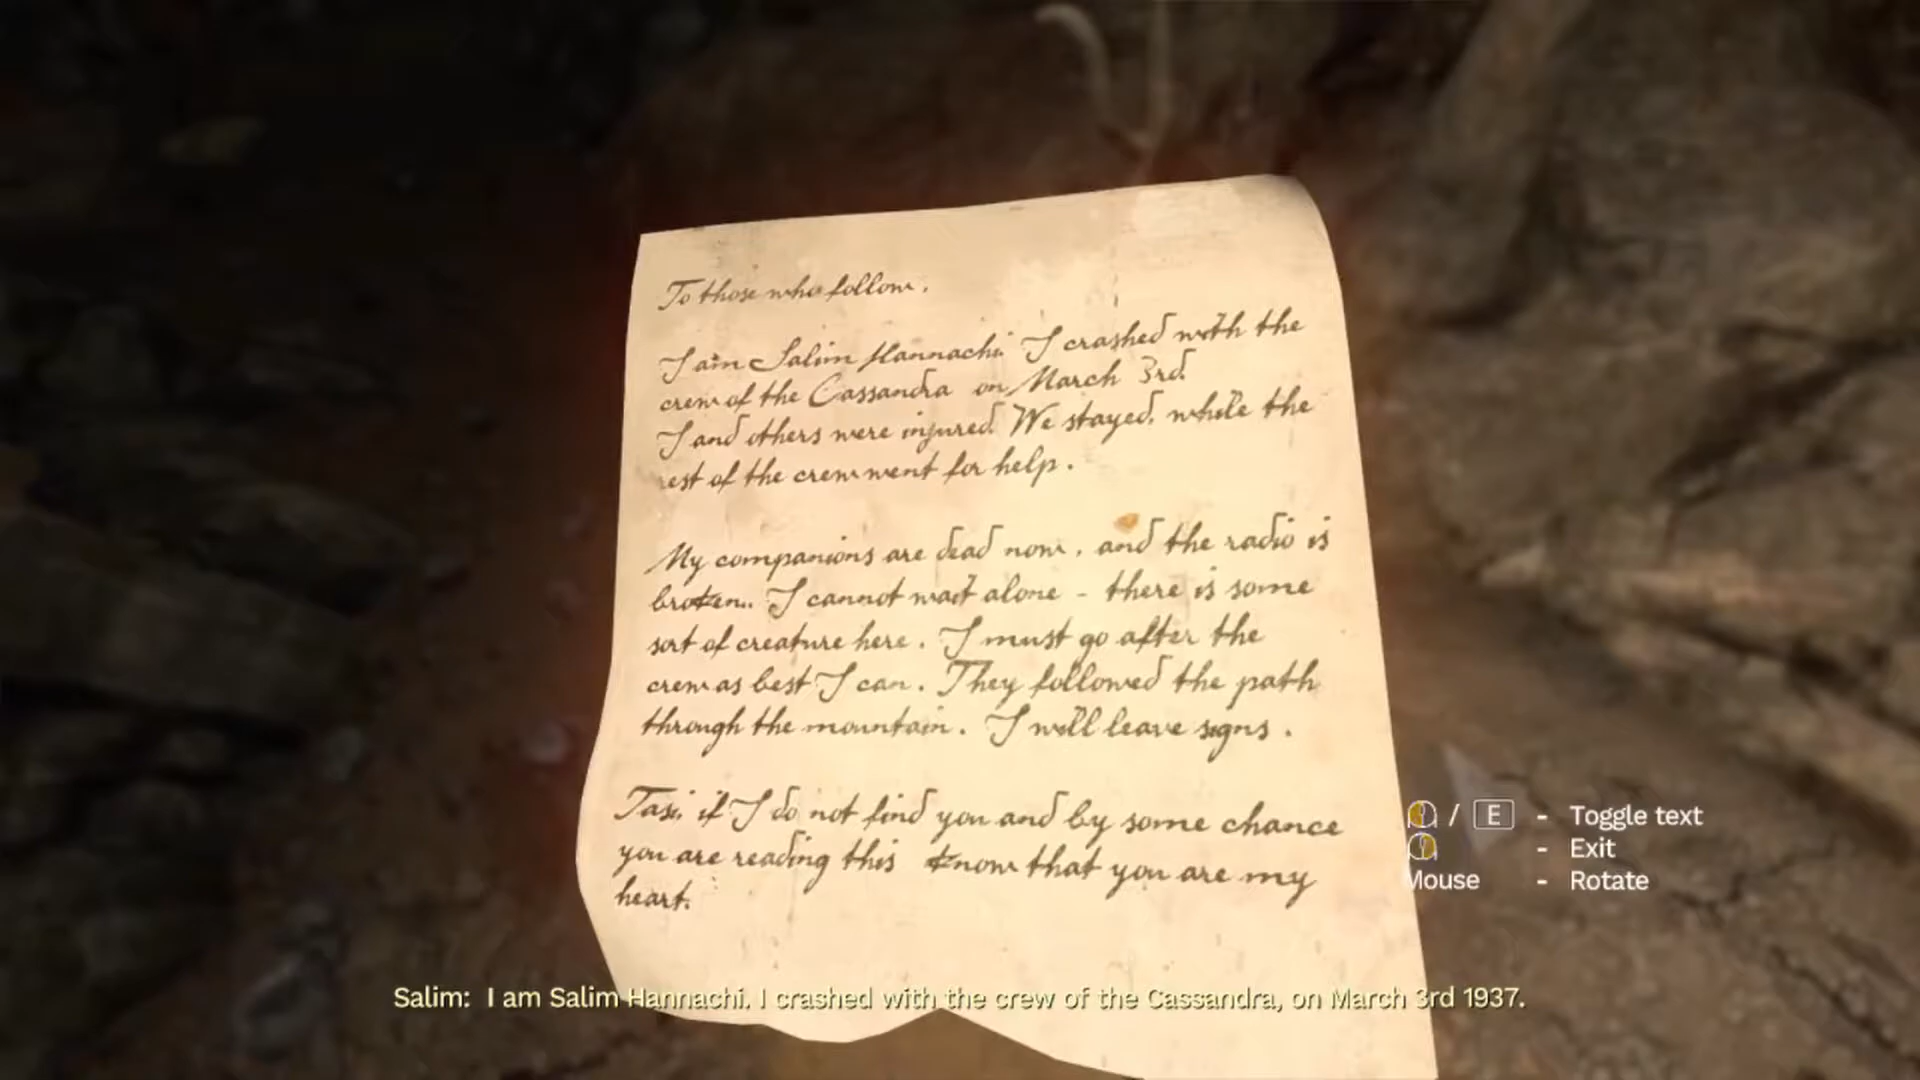 To those who follow,
I am Salim Hannachi. I crashed with the
crew of the Cassandra on March 3rd.
I and others were injured. We stayed, while the
rest of the crew went for help.
My companions are dead now, and the radio is
broken. I cannot wait alone - there is some
sort of creature here. I must go after the
crew as best I can. They followed the path
through the mountain. I will leave signs.
Tasi, if I do not find you and by some chance
you are reading this know that you are my
heart.
/ E - Toggle text
- Exit
Mouse - Rotate
Salim: I am Salim Hannachi. I crashed with the crew of the Cassandra, on March 3rd 1937.